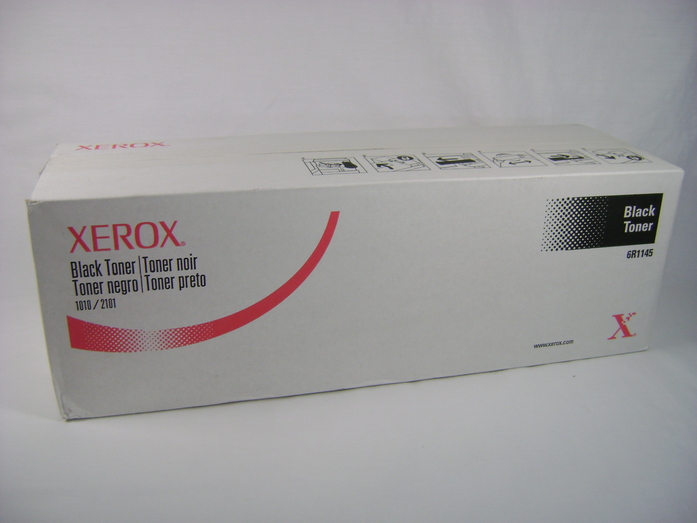 XEROX
XEROX®
Black Toner | Toner noir
Toner negro | Toner preto
1010 / 2101
Black
Toner
6R1145
X
www.xerox.com